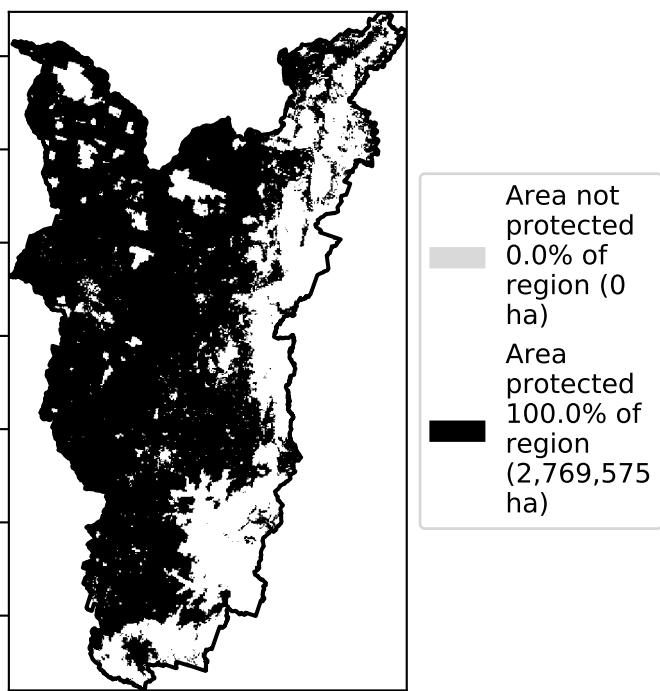 Area not
protected
0.0% of
region (0
ha)
Area
protected
100.0% of
region
(2,769,575
ha)